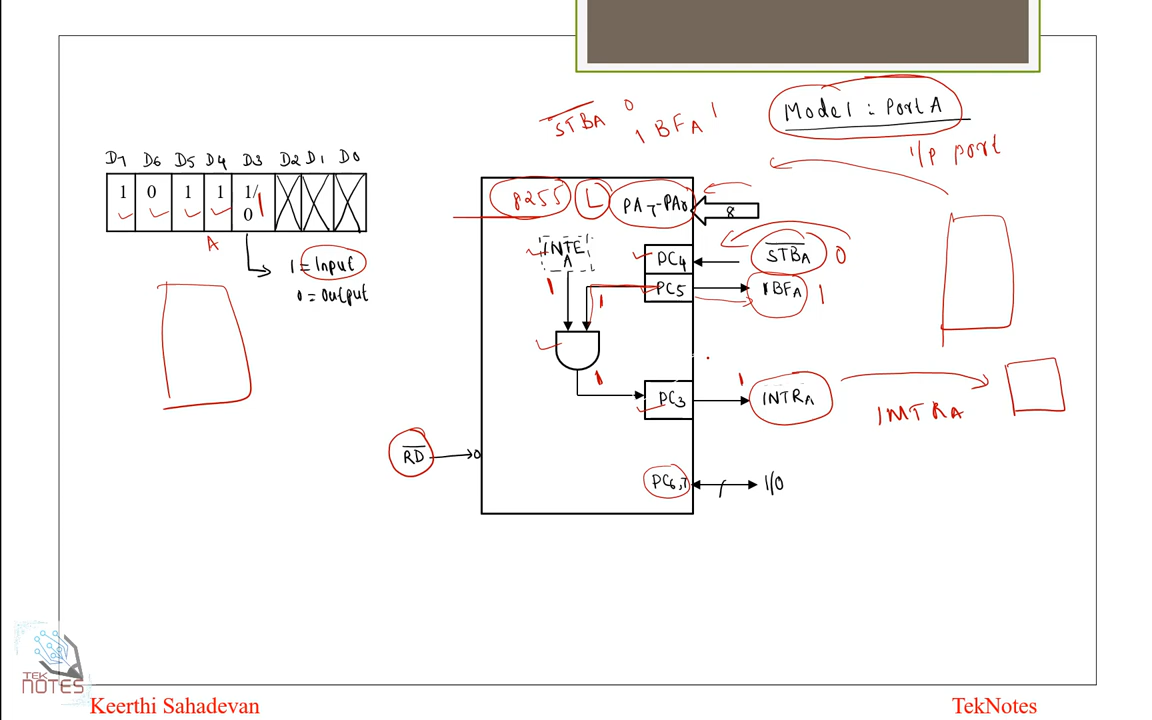 Mode 1 : Port A
I/P Port
STBA 0
IBFA 1
D7 D6 D5 D4 D3 D2 D1 D0
1 0 1 1 1/0 1
A
1 = Input
0 = Output
8255 L PA7-PA0
8
INTE A
PC4 STBA 0
PC5 IBFA 1
1 1
1
PC3 1 INTRA
INTRA
RD
PC6,7 I/O
TEK NOTES
Keerthi Sahadevan
TekNotes